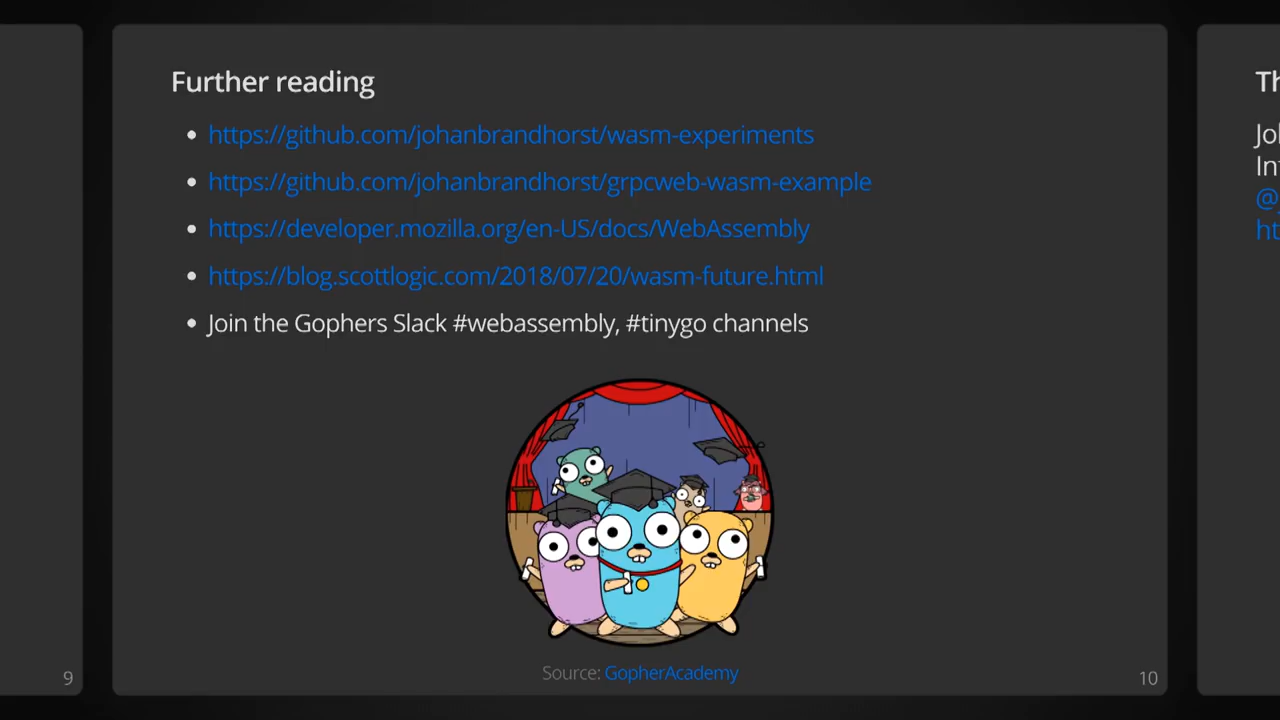 Further reading
https://github.com/johanbrandhorst/wasm-experiments
https://github.com/johanbrandhorst/grpcweb-wasm-example
https://developer.mozilla.org/en-US/docs/WebAssembly
https://blog.scottlogic.com/2018/07/20/wasm-future.html
Join the Gophers Slack #webassembly, #tinygo channels
Source: GopherAcademy
9
10